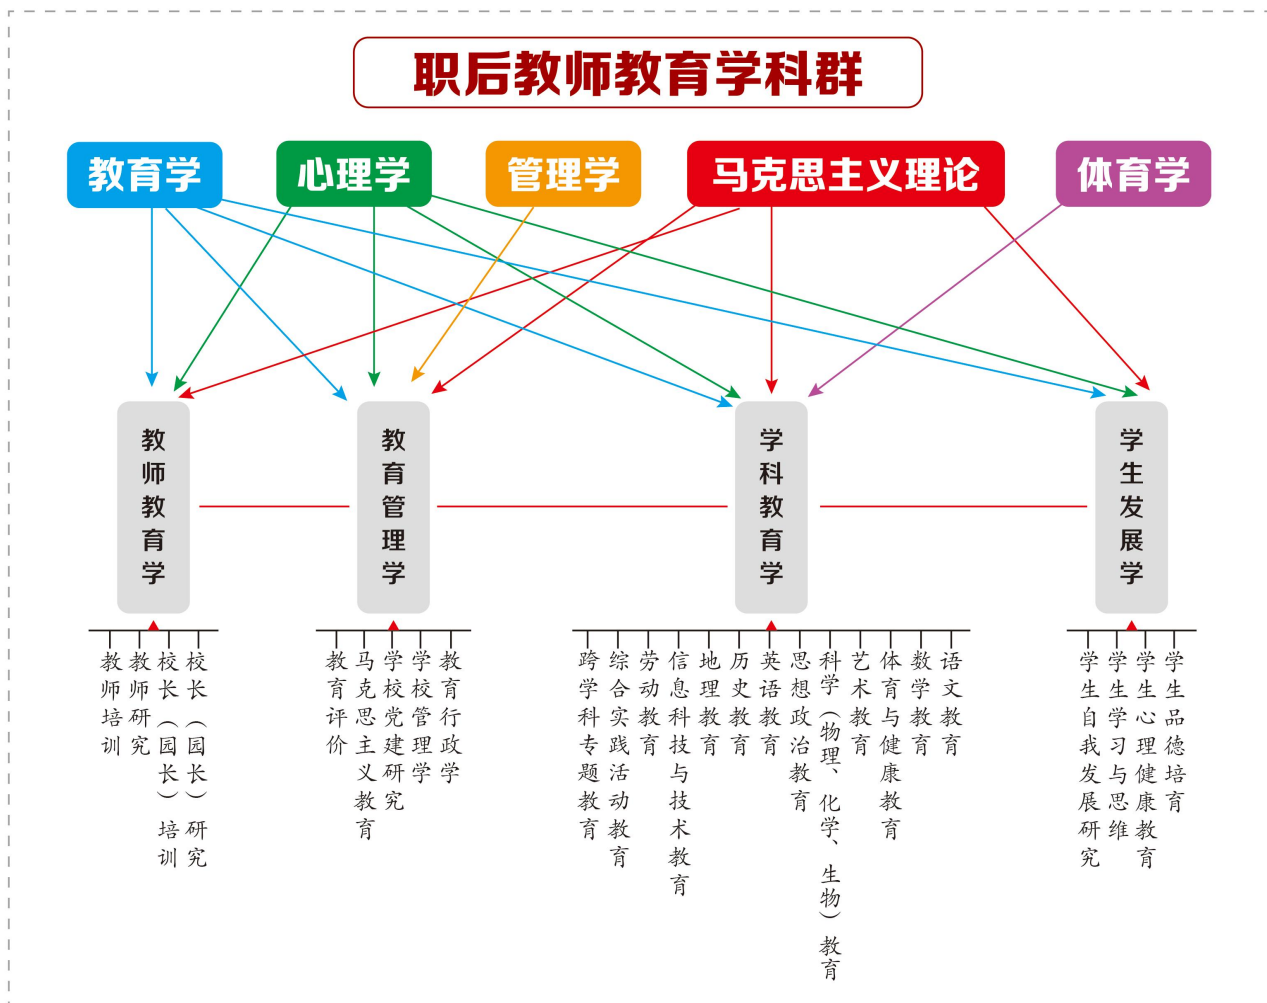 职后教师教育学科群
教育学
心理学
管理学
马克思主义理论
体育学
教师教育学
教育管理学
学科教育学
学生发展学
教师培训
教师研究
校长（园长）培训
校长（园长）研究
教育评价
马克思主义教育
学校党建研究
学校管理学
教育行政学
跨学科专题教育
综合实践活动教育
劳动教育
信息科技与技术教育
地理教育
历史教育
英语教育
思想政治教育
科学（物理、化学、生物）教育
艺术教育
体育与健康教育
数学教育
语文教育
学生自我发展研究
学生学习与思维
学生心理健康教育
学生品德培育